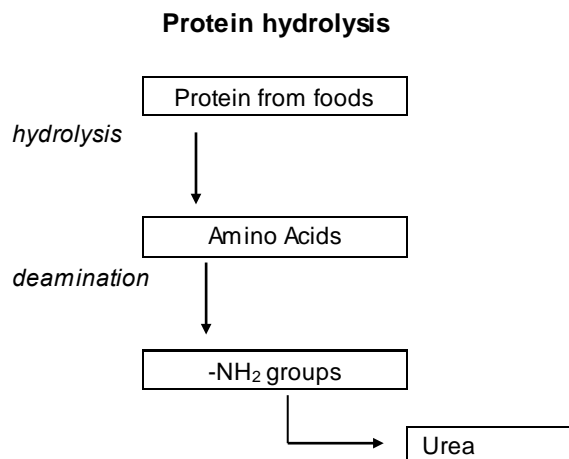 Protein hydrolysis
Protein from foods
hydrolysis
Amino Acids
deamination
-NH₂ groups
Urea